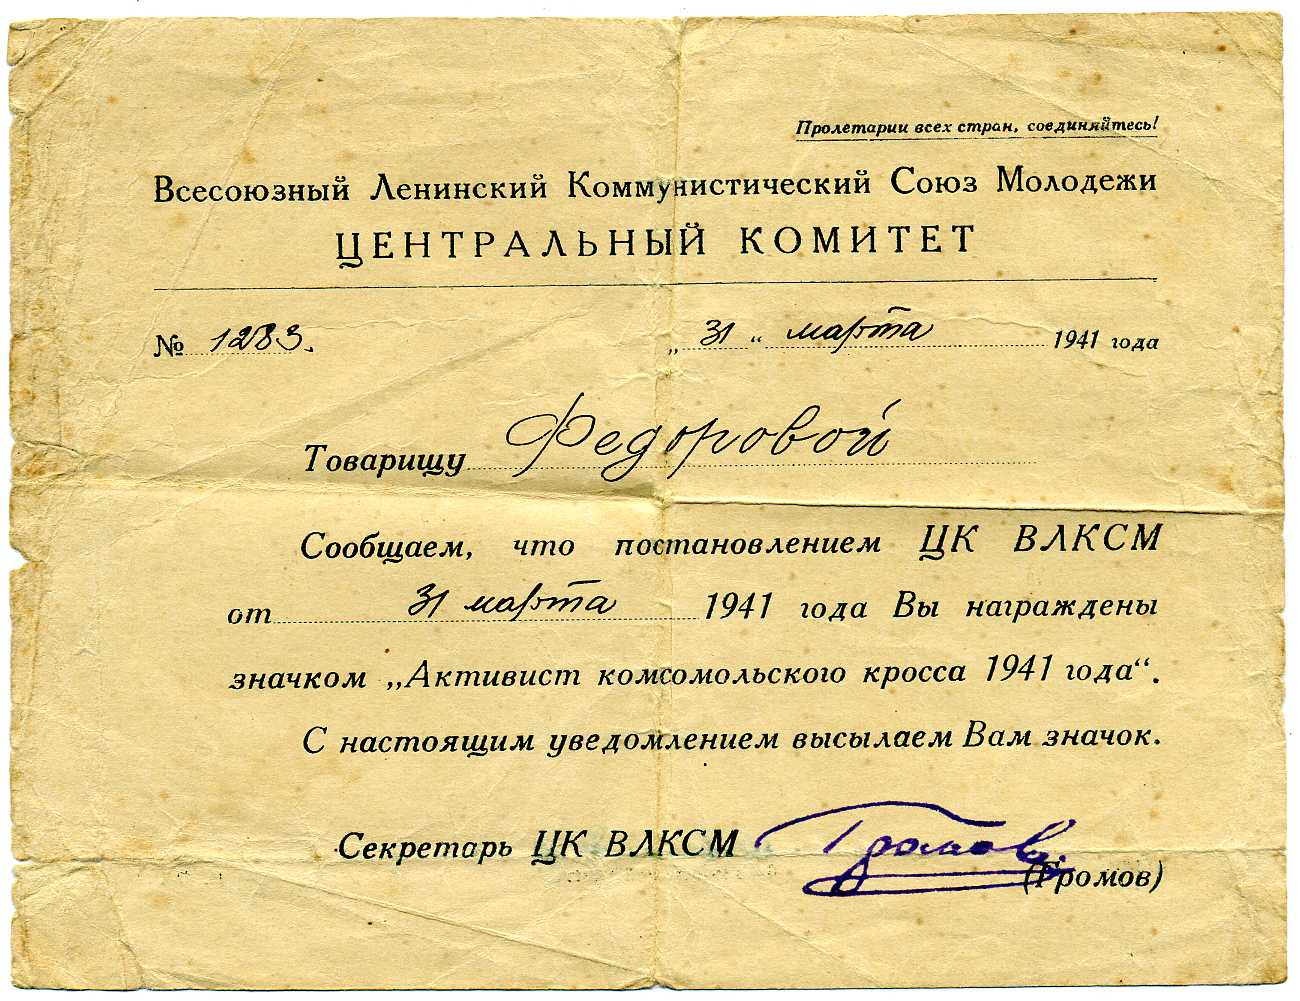 Пролетарии всех стран, соединяйтесь!
Всесоюзный Ленинский Коммунистический Союз Молодежи
ЦЕНТРАЛЬНЫЙ КОМИТЕТ
№ 1283.
„ 31 “ марта 1941 года
Товарищу Федоровой
Сообщаем, что постановлением ЦК ВЛКСМ
от 31 марта 1941 года Вы награждены
значком „Активист комсомольского кросса 1941 года“.
С настоящим уведомлением высылаем Вам значок.
Секретарь ЦК ВЛКСМ Громов
(Громов)